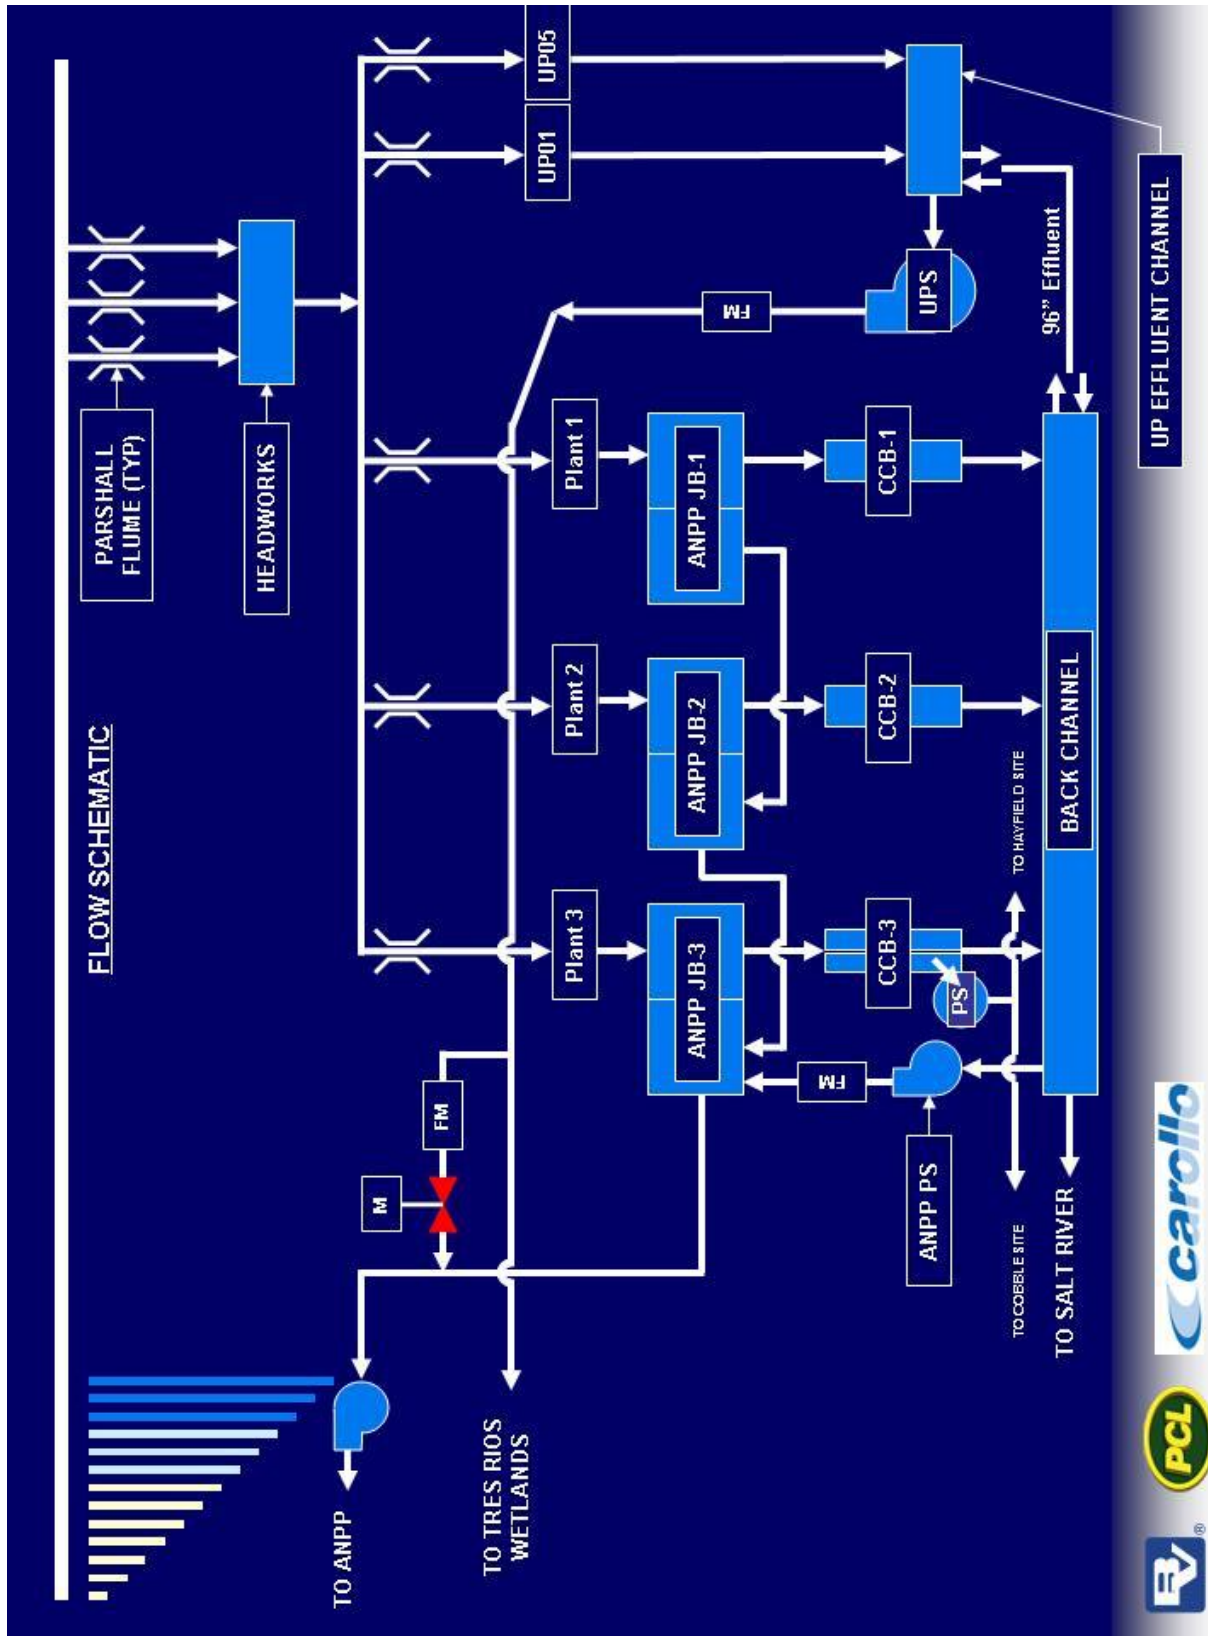 FLOW SCHEMATIC
PARSHALL
FLUME (TYP)
HEADWORKS
TO ANPP
M
FM
TO TRES RIOS
WETLANDS
Plant 3
Plant 2
Plant 1
UP01
UP05
FM
ANPP JB-3
ANPP JB-2
ANPP JB-1
UPS
FM
CCB-3
CCB-2
CCB-1
ANPP PS
PS
TO COBBLE SITE
TO HAYFIELD SITE
96" Effluent
TO SALT RIVER
BACK CHANNEL
UP EFFLUENT CHANNEL
BV®
PCL
carollo